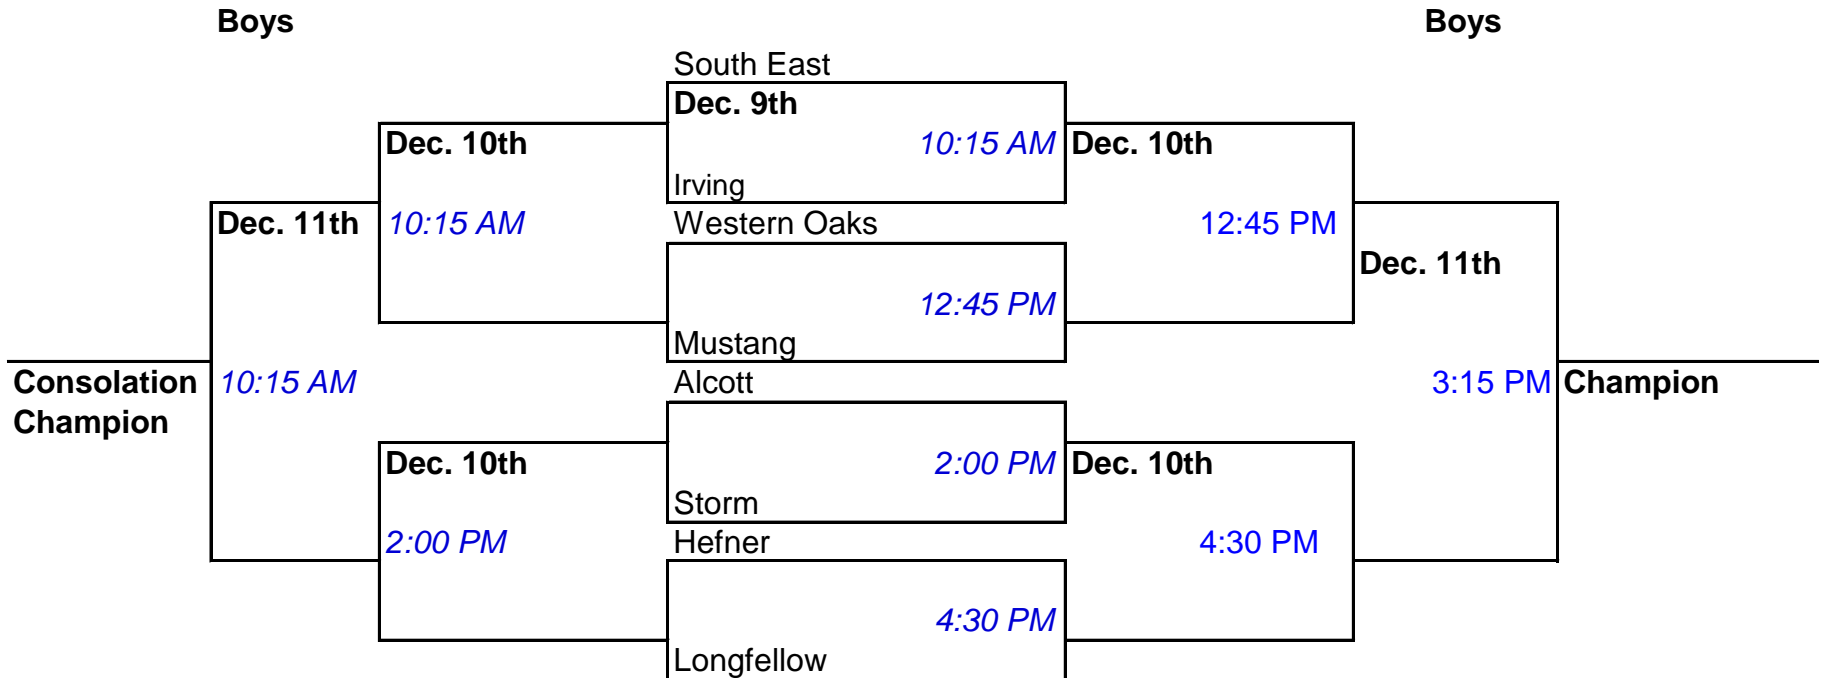 Boys Boys
South East
Dec. 9th
Dec. 10th 10:15 AM Dec. 10th
Irving
Dec. 11th 10:15 AM Western Oaks 12:45 PM
Dec. 11th
12:45 PM
Mustang
Consolation 10:15 AM Alcott 3:15 PM Champion
Champion
Dec. 10th 2:00 PM Dec. 10th
Storm
2:00 PM Hefner 4:30 PM
4:30 PM
Longfellow